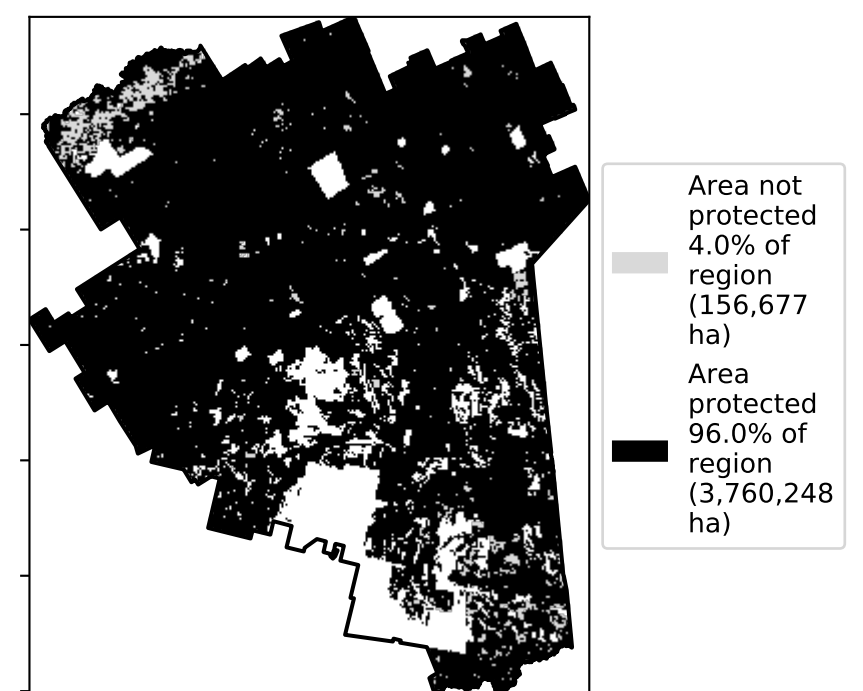 Area not
protected
4.0% of
region
(156,677
ha)
Area
protected
96.0% of
region
(3,760,248
ha)